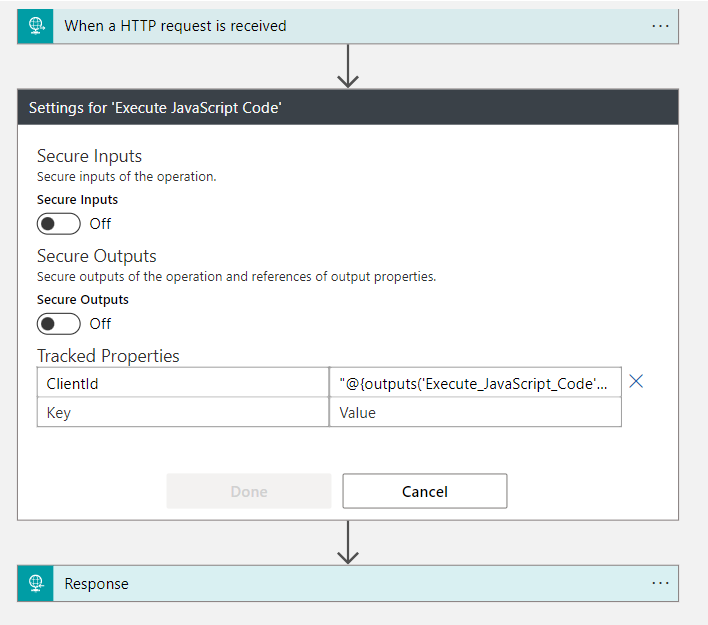 When a HTTP request is received ...
Settings for 'Execute JavaScript Code'
Secure Inputs
Secure inputs of the operation.
Secure Inputs
Off
Secure Outputs
Secure outputs of the operation and references of output properties.
Secure Outputs
Off
Tracked Properties
ClientId "@{outputs('Execute_JavaScript_Code'...
Key Value
Done Cancel
Response ...